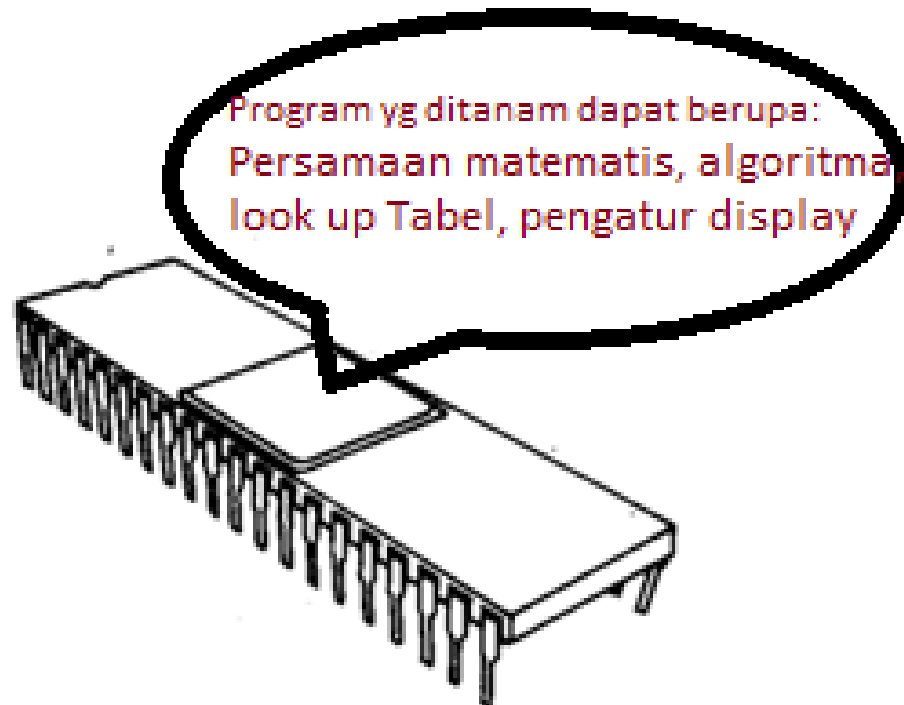 Program yg ditanam dapat berupa:
Persamaan matematis, algoritma,
look up Tabel, pengatur display